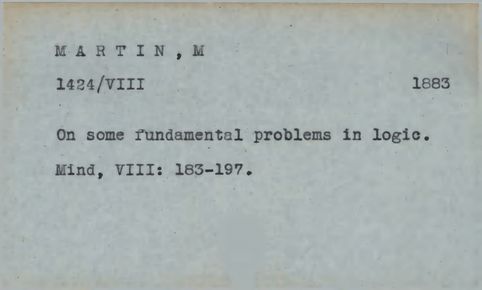 M A R T I N , M
1424/VIII 1883
On some fundamental problems in logic.
Mind, VIII: 183-197.